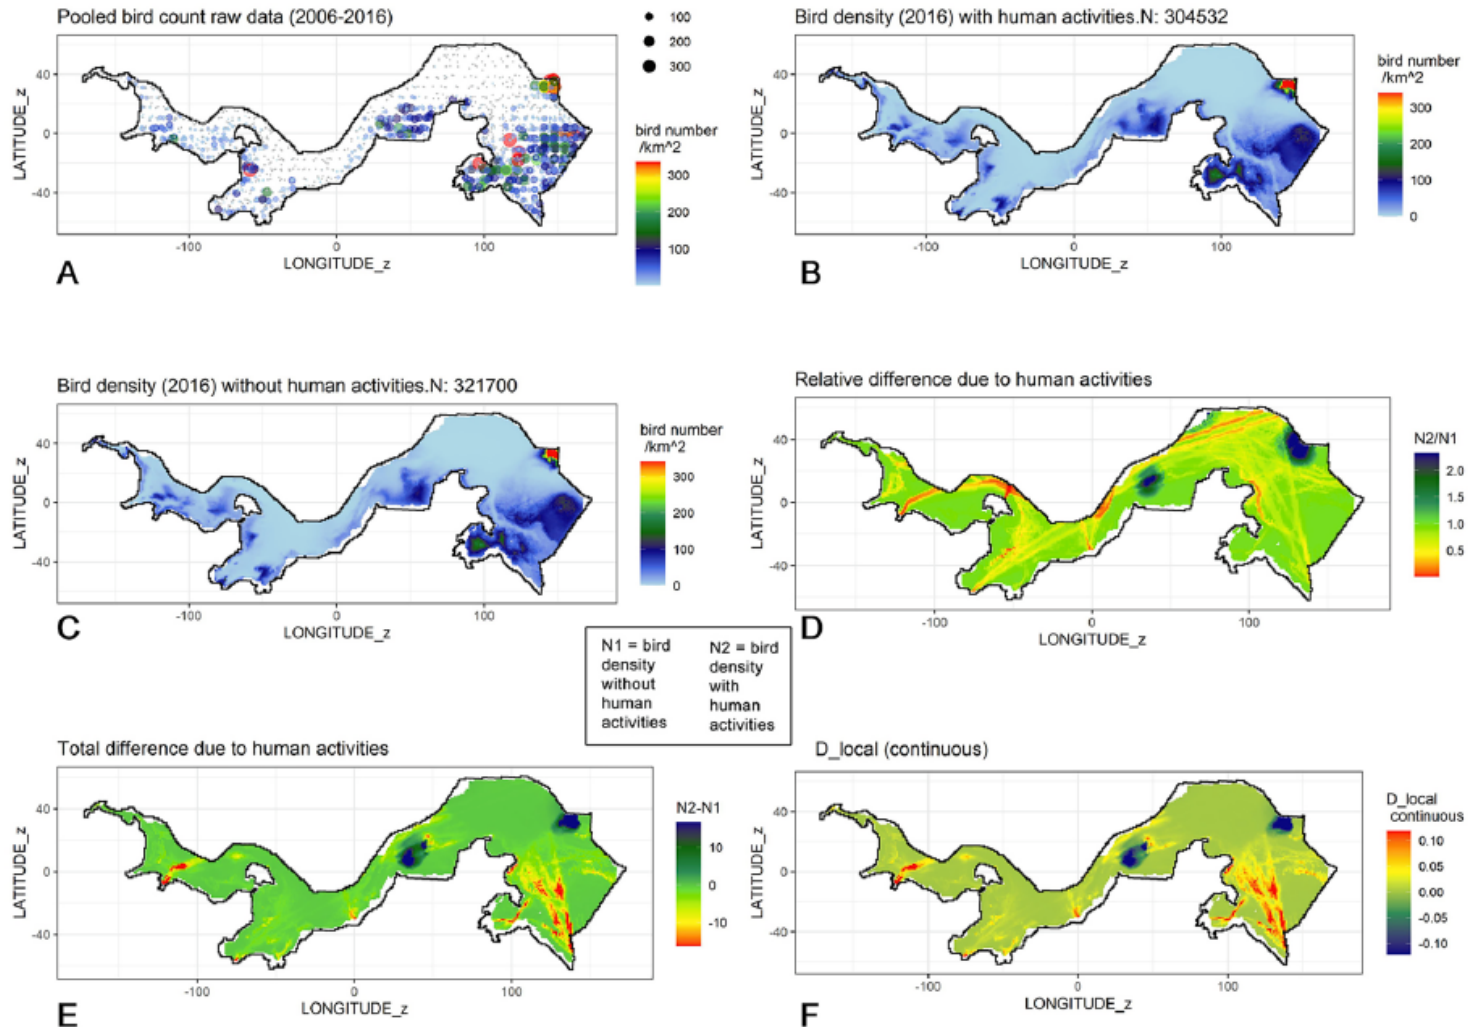 Pooled bird count raw data (2006-2016)
100
200
300
bird number
/km^2
300
200
100
40
0
-40
LATITUDE_z
-100
0
100
LONGITUDE_z
A
Bird density (2016) with human activities.N: 304532
bird number
/km^2
300
200
100
0
40
0
-40
LATITUDE_z
-100
0
100
LONGITUDE_z
B
Bird density (2016) without human activities.N: 321700
bird number
/km^2
300
200
100
0
40
0
-40
LATITUDE_z
-100
0
100
LONGITUDE_z
C
Relative difference due to human activities
N2/N1
2.0
1.5
1.0
0.5
40
0
-40
LATITUDE_z
-100
0
100
LONGITUDE_z
D
N1 = bird
density
without
human
activities
N2 = bird
density
with
human
activities
Total difference due to human activities
N2-N1
10
0
-10
40
0
-40
LATITUDE_z
-100
0
100
LONGITUDE_z
E
D_local (continuous)
D_local
continuous
0.10
0.05
0.00
-0.05
-0.10
40
0
-40
LATITUDE_z
-100
0
100
LONGITUDE_z
F